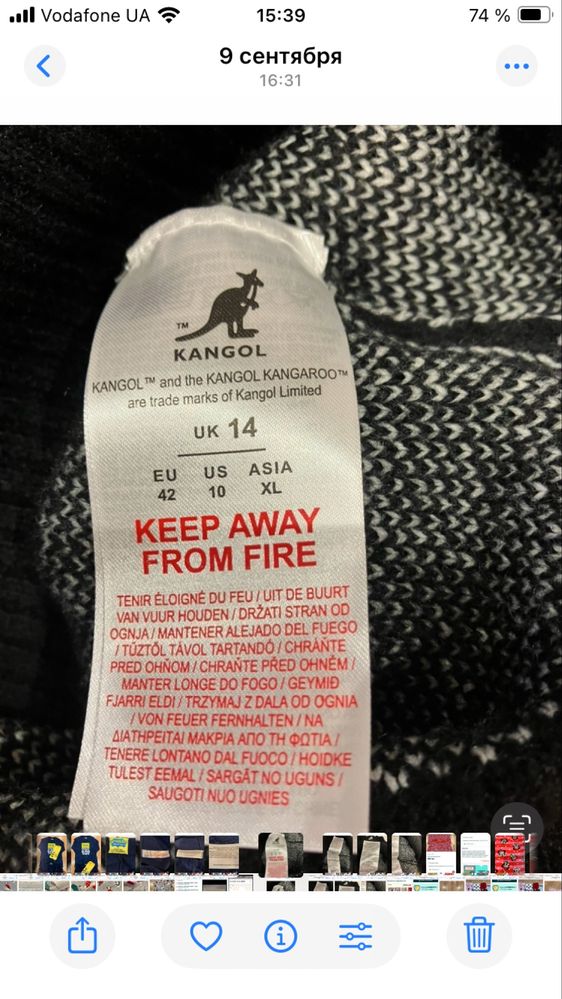 Vodafone UA
15:39
74 %
9 сентября
16:31
TM
KANGOL
KANGOL™ and the KANGOL KANGAROO™
are trade marks of Kangol Limited
UK 14
EU US ASIA
42 10 XL
KEEP AWAY
FROM FIRE
TENIR ÉLOIGNÉ DU FEU / UIT DE BUURT
VAN VUUR HOUDEN / DRŽATI STRAN OD
OGNJA / MANTENER ALEJADO DEL FUEGO
/ TŰZTŐL TÁVOL TARTANDÓ / CHRÁŇTE
PRED OHŇOM / CHRAŇTE PŘED OHNĚM /
MANTER LONGE DO FOGO / GEYMIÐ
FJARRI ELDI / TRZYMAJ Z DALA OD OGNIA
/ VON FEUER FERNHALTEN / NA
ΔΙΑΤΗΡΕΙΤΑΙ ΜΑΚΡΙΑ ΑΠΟ ΤΗ ΦΩΤΙΑ /
TENERE LONTANO DAL FUOCO / HOIDKE
TULEST EEMAL / SARGĀT NO UGUNS /
SAUGOTI NUO UGNIES